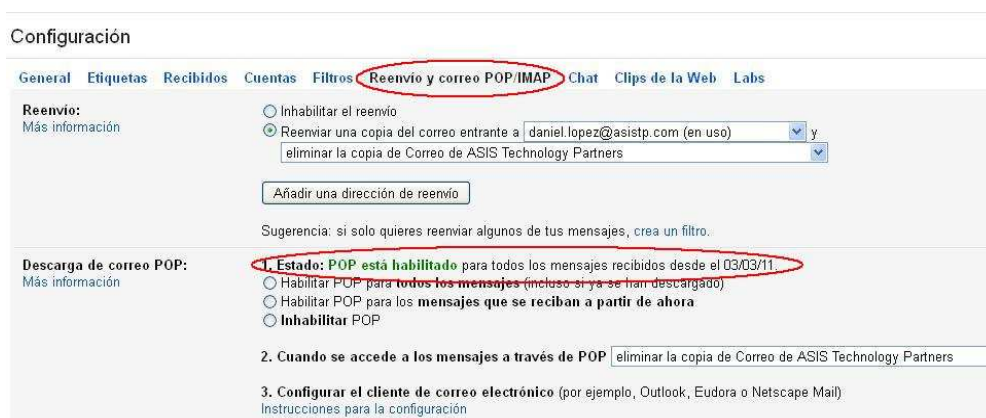 Configuración
General Etiquetas Recibidos Cuentas Filtros Reenvío y correo POP/IMAP Chat Clips de la Web Labs
Reenvío:
Más información
Inhabilitar el reenvío
Reenviar una copia del correo entrante a daniel.lopez@asistp.com (en uso) y
eliminar la copia de Correo de ASIS Technology Partners
Añadir una dirección de reenvío
Sugerencia: si solo quieres reenviar algunos de tus mensajes, crea un filtro.
Descarga de correo POP:
Más información
1. Estado: POP está habilitado para todos los mensajes recibidos desde el 03/03/11.
Habilitar POP para todos los mensajes (incluso si ya se han descargado)
Habilitar POP para los mensajes que se reciban a partir de ahora
Inhabilitar POP
2. Cuando se accede a los mensajes a través de POP eliminar la copia de Correo de ASIS Technology Partners
3. Configurar el cliente de correo electrónico (por ejemplo, Outlook, Eudora o Netscape Mail)
Instrucciones para la configuración